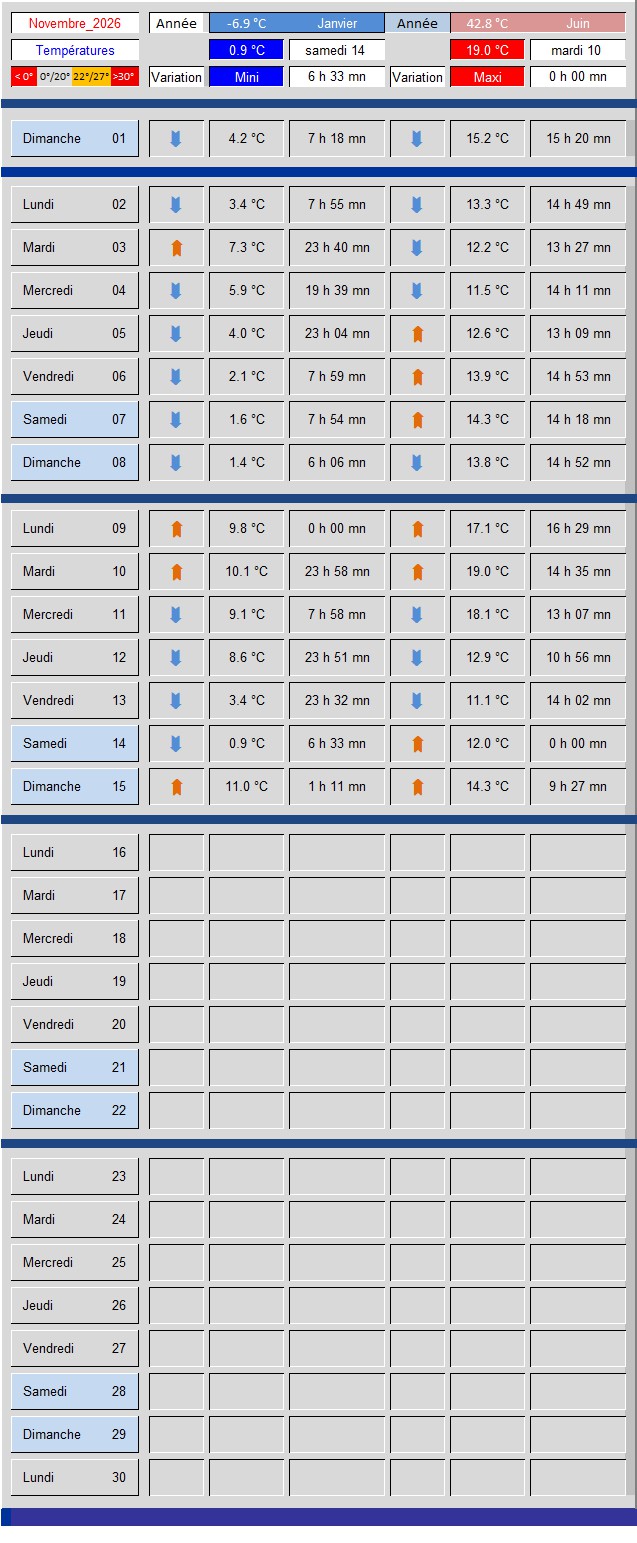 Novembre_2026 Année -6.9 °C Janvier Année 42.8 °C Juin
Températures 0.9 °C samedi 14 19.0 °C mardi 10
< 0° 0°/20° 22°/27° >30° Variation Mini 6 h 33 mn Variation Maxi 0 h 00 mn
Dimanche 01 4.2 °C 7 h 18 mn 15.2 °C 15 h 20 mn
Lundi 02 3.4 °C 7 h 55 mn 13.3 °C 14 h 49 mn
Mardi 03 7.3 °C 23 h 40 mn 12.2 °C 13 h 27 mn
Mercredi 04 5.9 °C 19 h 39 mn 11.5 °C 14 h 11 mn
Jeudi 05 4.0 °C 23 h 04 mn 12.6 °C 13 h 09 mn
Vendredi 06 2.1 °C 7 h 59 mn 13.9 °C 14 h 53 mn
Samedi 07 1.6 °C 7 h 54 mn 14.3 °C 14 h 18 mn
Dimanche 08 1.4 °C 6 h 06 mn 13.8 °C 14 h 52 mn
Lundi 09 9.8 °C 0 h 00 mn 17.1 °C 16 h 29 mn
Mardi 10 10.1 °C 23 h 58 mn 19.0 °C 14 h 35 mn
Mercredi 11 9.1 °C 7 h 58 mn 18.1 °C 13 h 07 mn
Jeudi 12 8.6 °C 23 h 51 mn 12.9 °C 10 h 56 mn
Vendredi 13 3.4 °C 23 h 32 mn 11.1 °C 14 h 02 mn
Samedi 14 0.9 °C 6 h 33 mn 12.0 °C 0 h 00 mn
Dimanche 15 11.0 °C 1 h 11 mn 14.3 °C 9 h 27 mn
Lundi 16
Mardi 17
Mercredi 18
Jeudi 19
Vendredi 20
Samedi 21
Dimanche 22
Lundi 23
Mardi 24
Mercredi 25
Jeudi 26
Vendredi 27
Samedi 28
Dimanche 29
Lundi 30